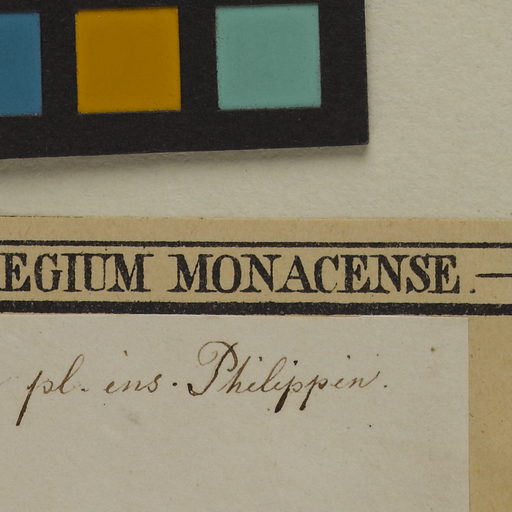 EGIUM MONACENSE.
pl. ins. Philippin.